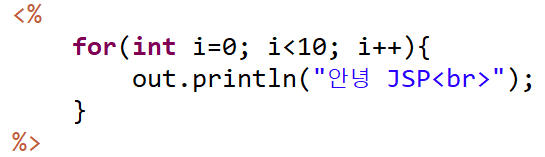 <%
for(int i=0; i<10; i++){
out.println("안녕 JSP<br>");
}
%>